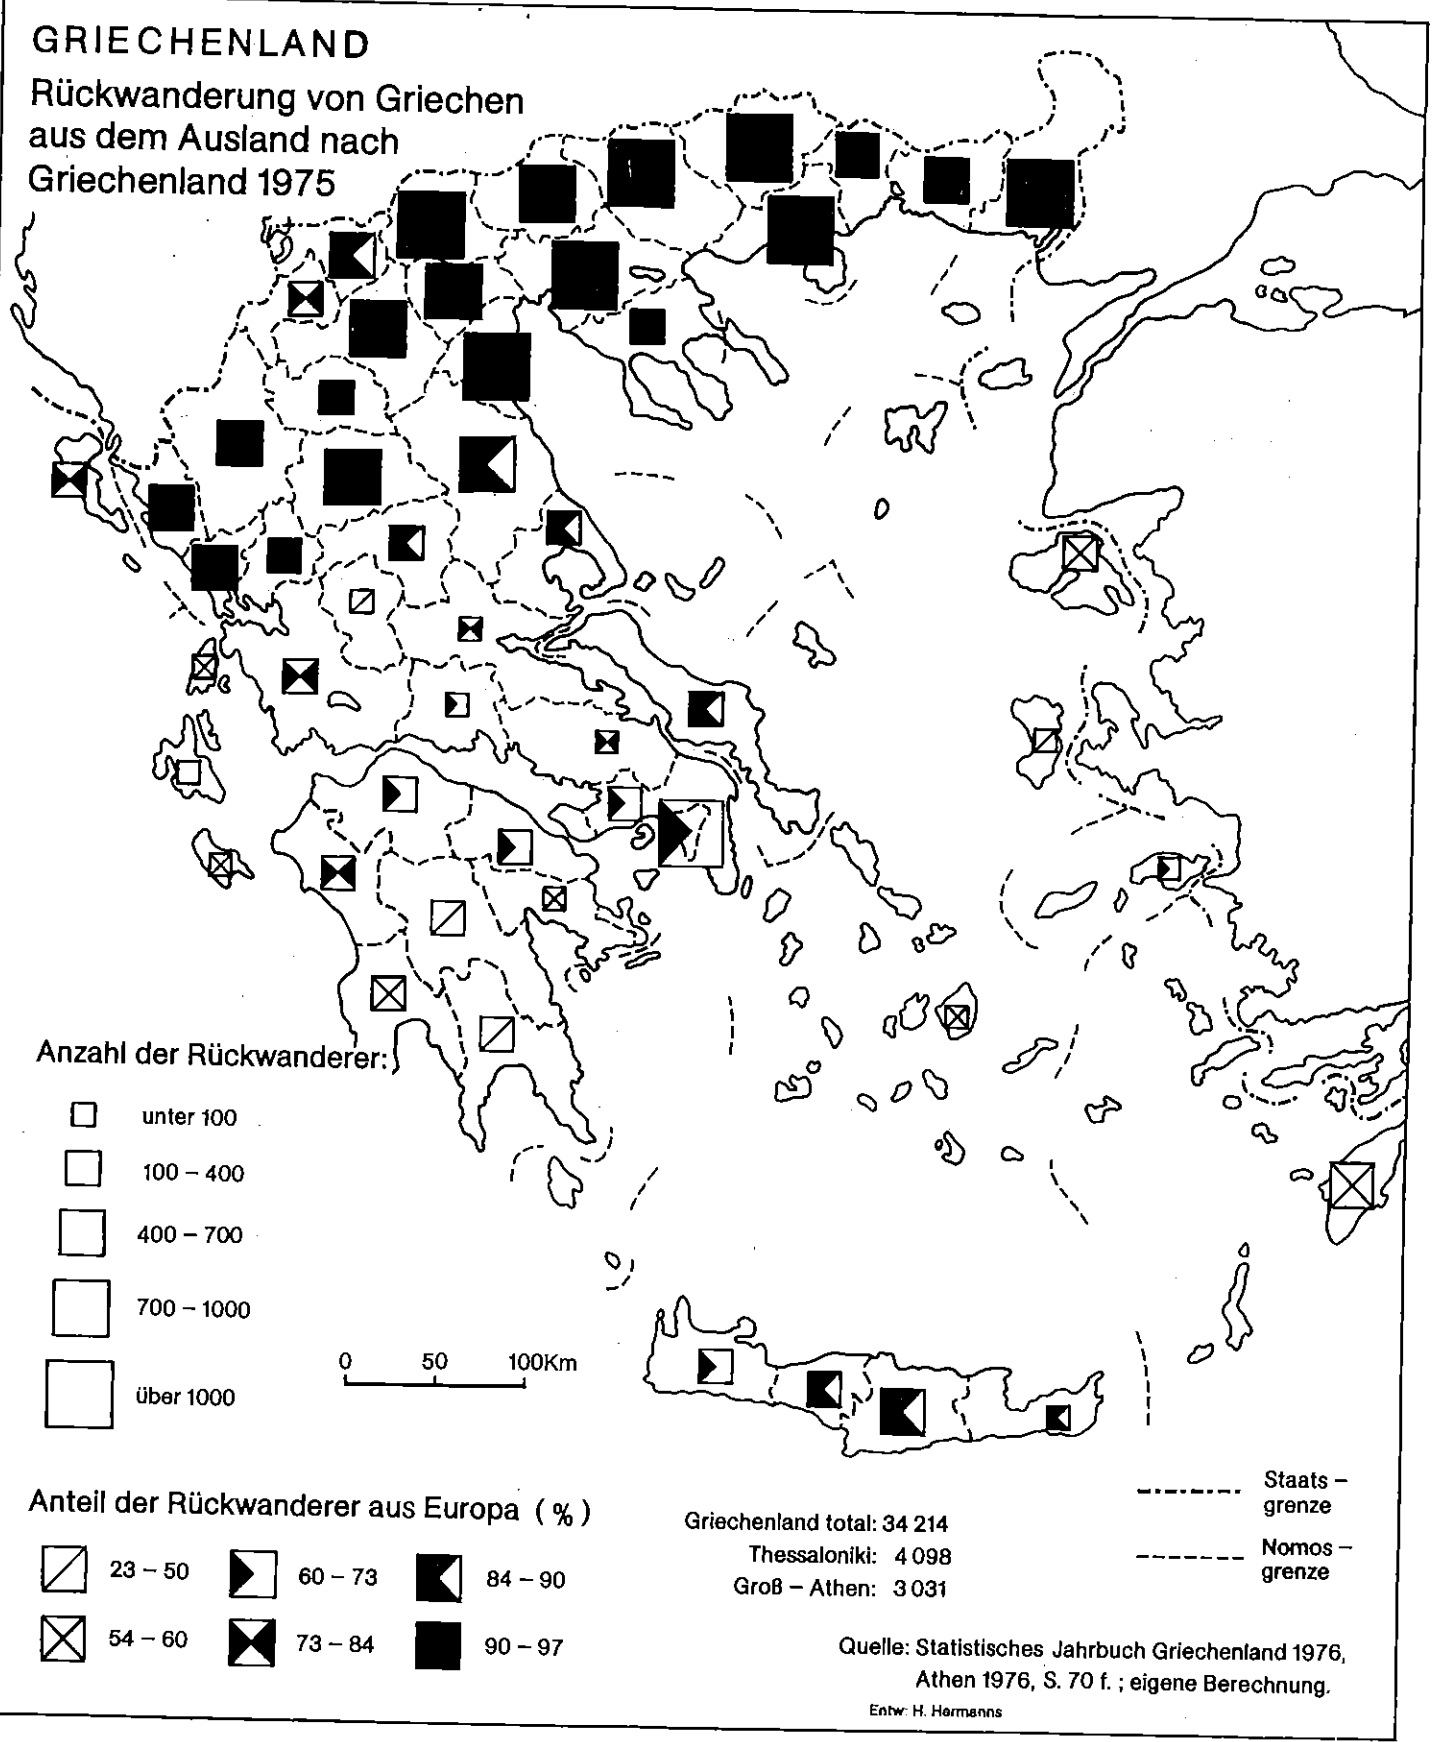 GRIECHENLAND
Rückwanderung von Griechen
aus dem Ausland nach
Griechenland 1975
Anzahl der Rückwanderer:
unter 100
100 – 400
400 – 700
700 – 1000
über 1000
0 50 100Km
Anteil der Rückwanderer aus Europa ( % )
23 – 50
60 – 73
84 – 90
54 – 60
73 – 84
90 – 97
Griechenland total: 34 214
Thessaloniki: 4 098
Groß – Athen: 3 031
Staats –
grenze
Nomos –
grenze
Quelle: Statistisches Jahrbuch Griechenland 1976,
Athen 1976, S. 70 f. ; eigene Berechnung.
Entw: H. Hermanns